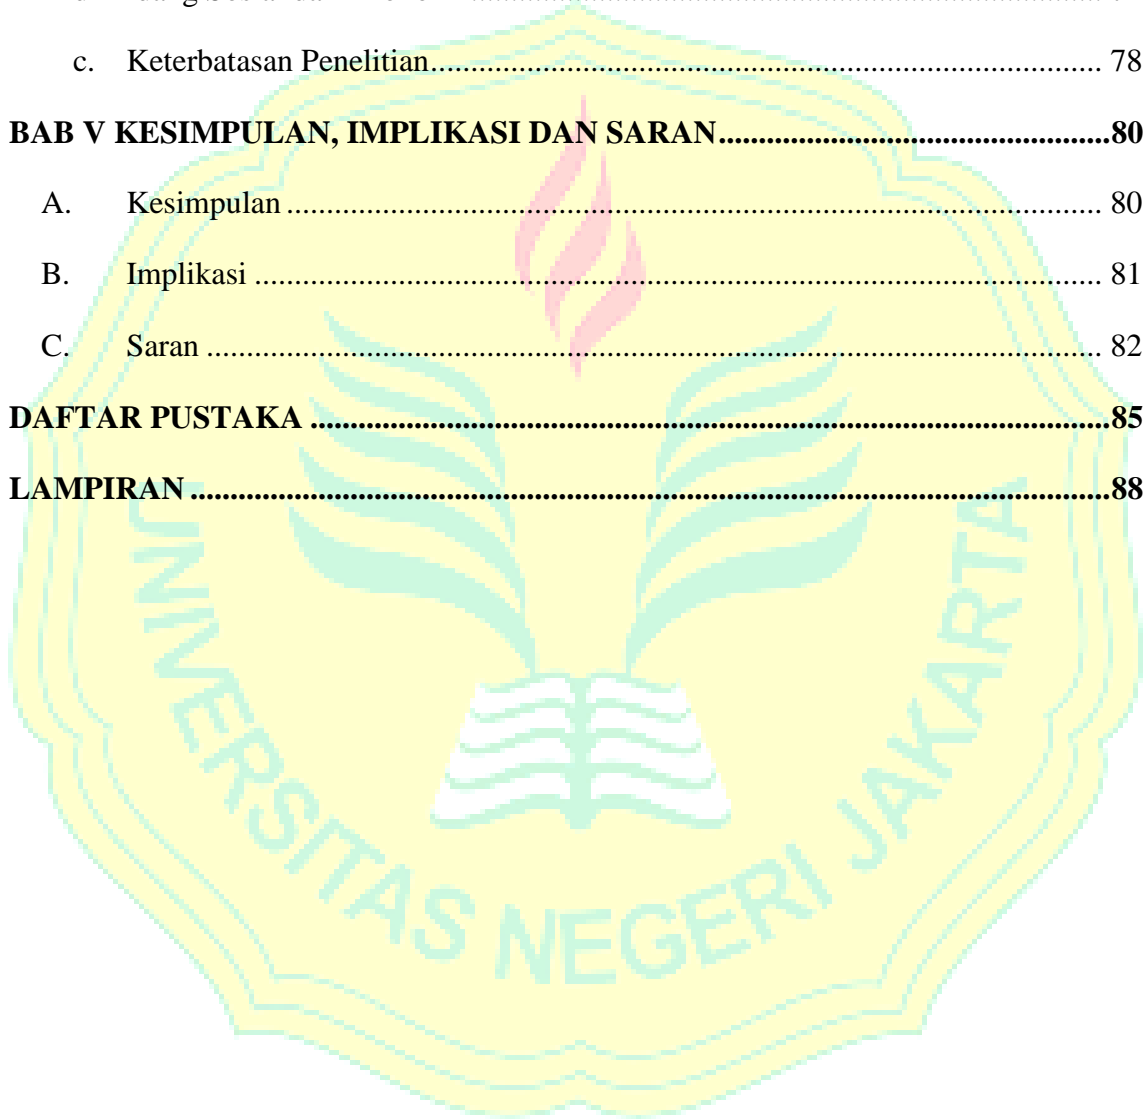 c. Keterbatasan Penelitian.................................................................................... 78
BAB V KESIMPULAN, IMPLIKASI DAN SARAN.................................................80
A. Kesimpulan ....................................................................................................... 80
B. Implikasi ........................................................................................................... 81
C. Saran ................................................................................................................. 82
DAFTAR PUSTAKA .....................................................................................................85
LAMPIRAN ....................................................................................................................88
UNIVERSITAS NEGERI JAKARTA